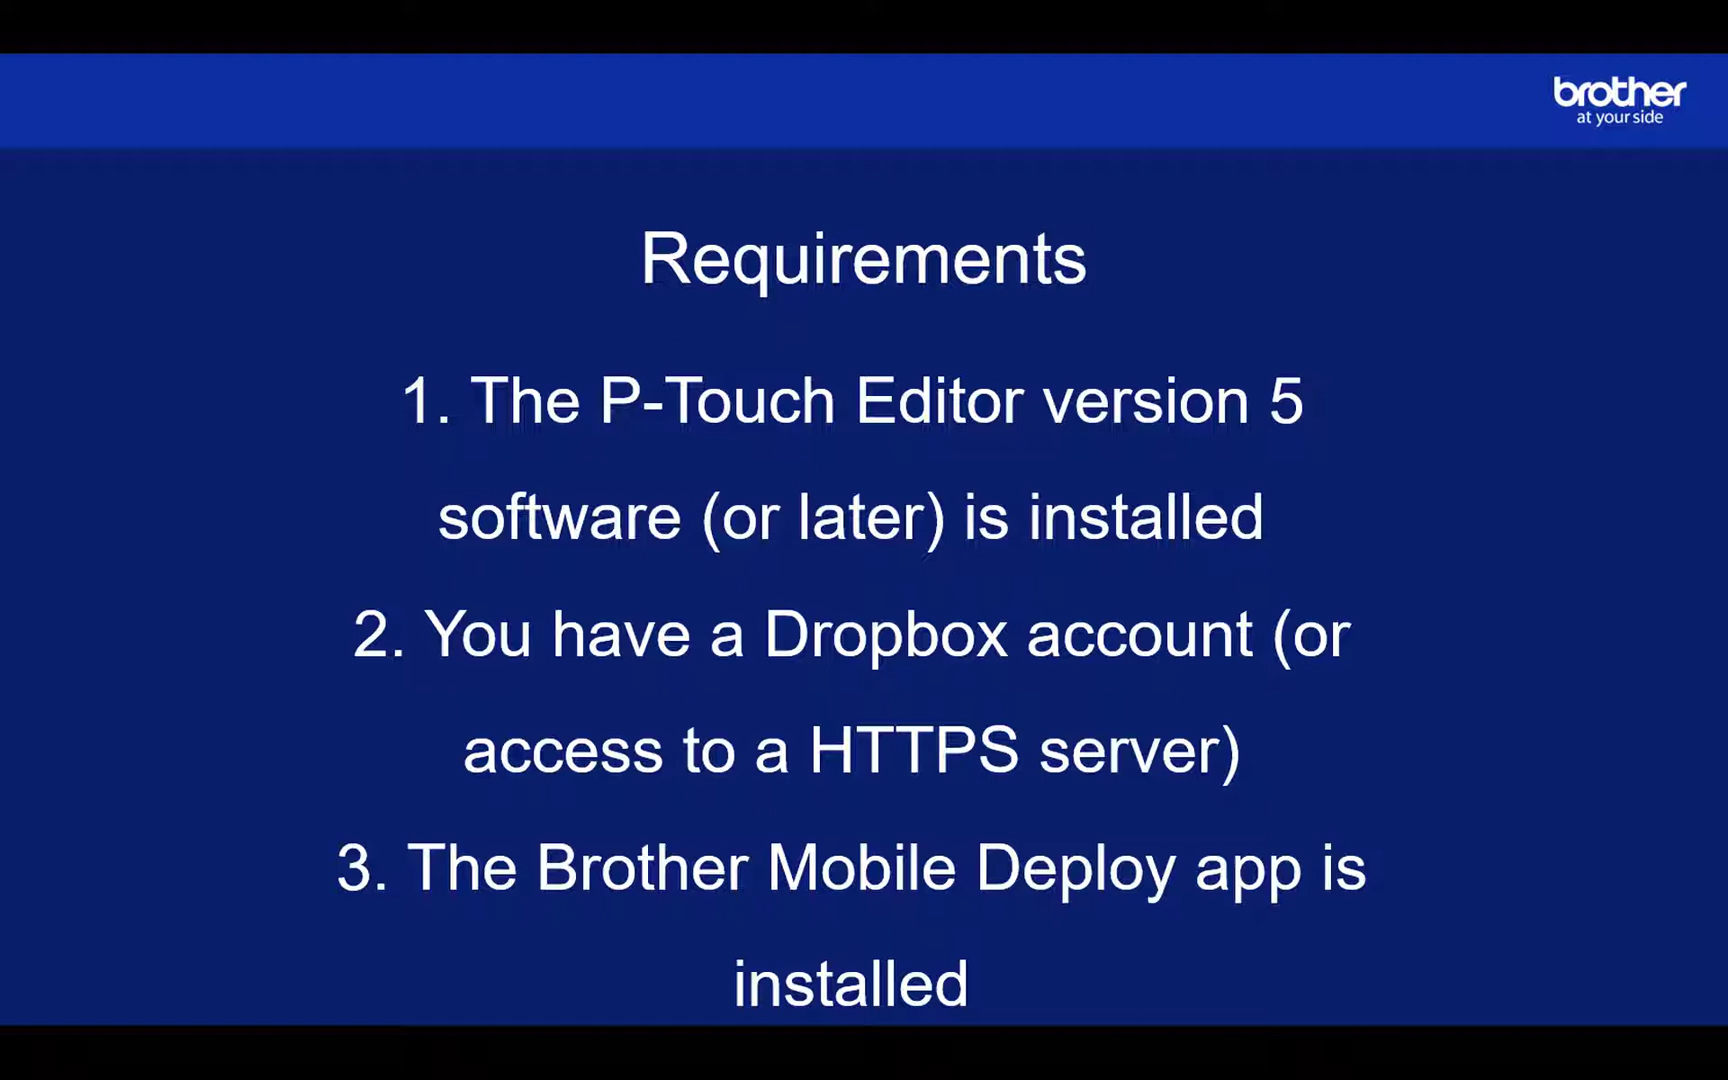 brother
at your side
Requirements
1. The P-Touch Editor version 5
software (or later) is installed
2. You have a Dropbox account (or
access to a HTTPS server)
3. The Brother Mobile Deploy app is
installed